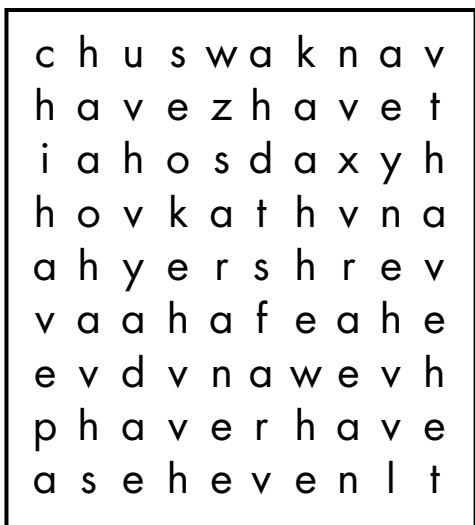 c h u s w a k n a v
h a v e z h a v e t
i a h o s d a x y h
h o v k a t h v n a
a h y e r s h r e v
v a a h a f e a h e
e v d v n a w e v h
p h a v e r h a v e
a s e h e v e n l t